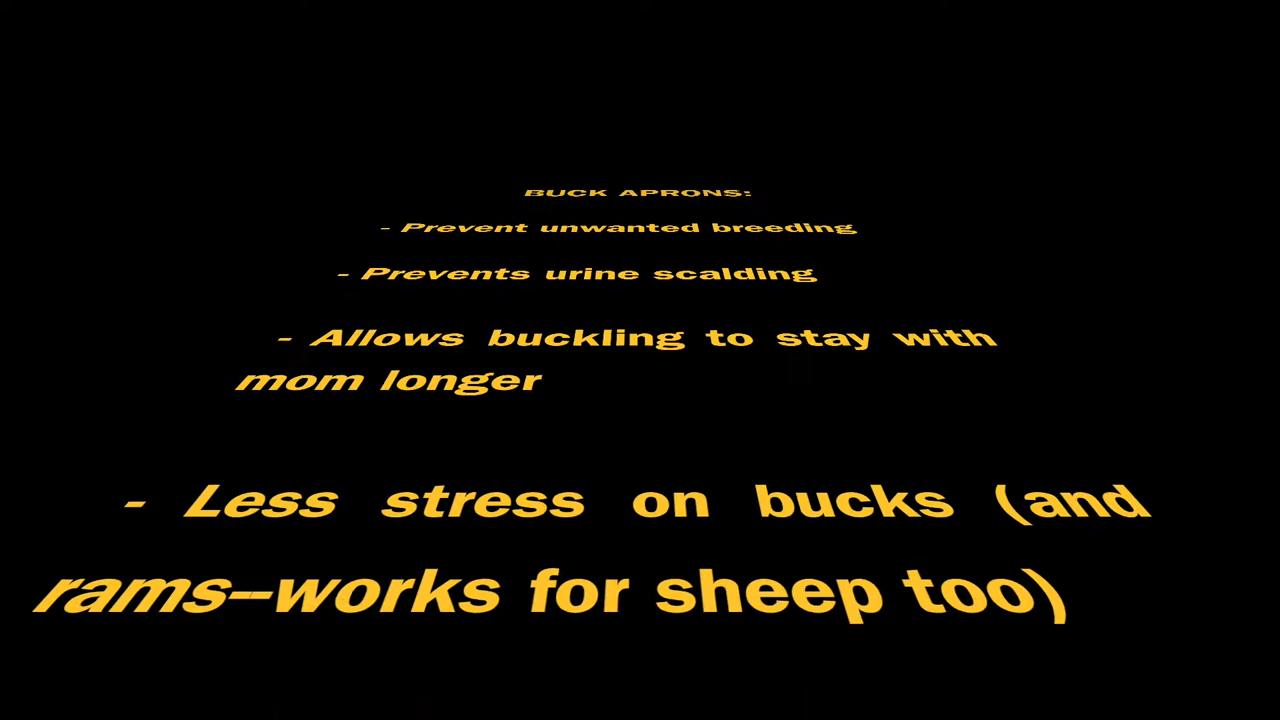 BUCK APRONS:
- Prevent unwanted breeding
- Prevents urine scalding
- Allows buckling to stay with
mom longer
- Less stress on bucks (and
rams--works for sheep too)